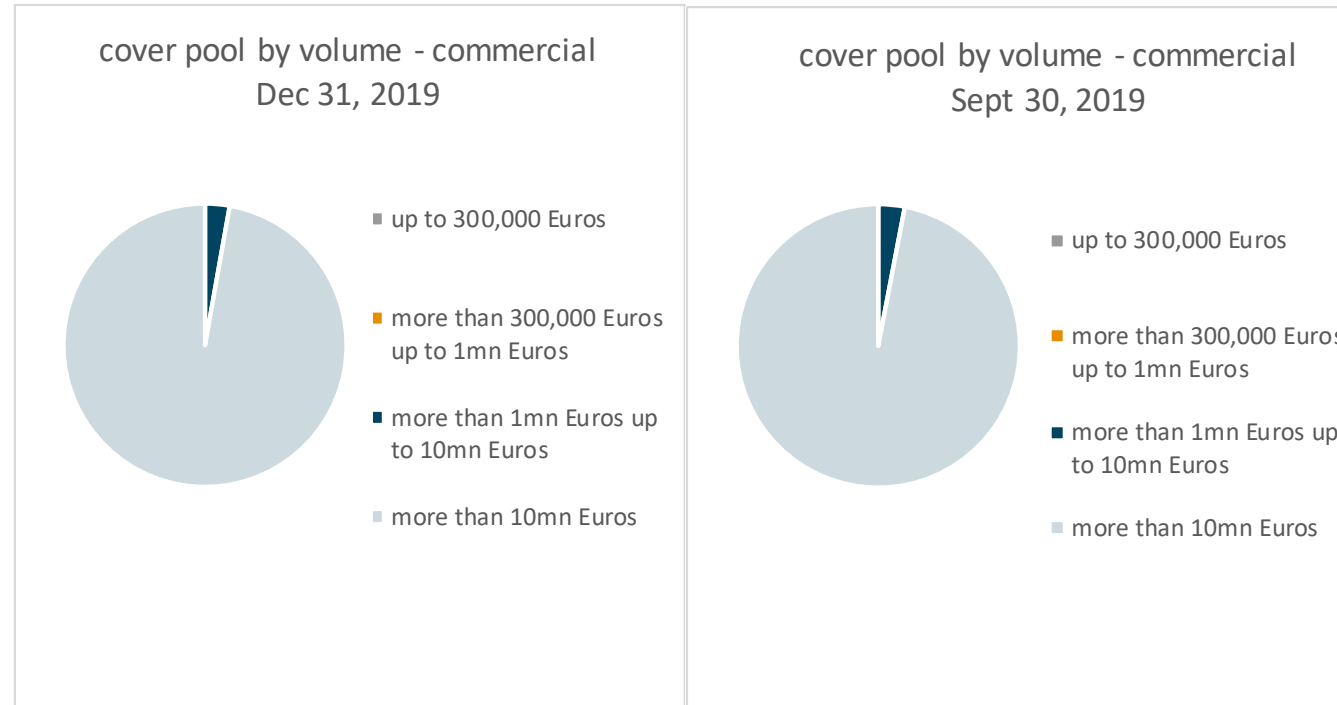 cover pool by volume - commercial
Dec 31, 2019
up to 300,000 Euros
more than 300,000 Euros
up to 1mn Euros
more than 1mn Euros up
to 10mn Euros
more than 10mn Euros
cover pool by volume - commercial
Sept 30, 2019
up to 300,000 Euros
more than 300,000 Euros
up to 1mn Euros
more than 1mn Euros up
to 10mn Euros
more than 10mn Euros